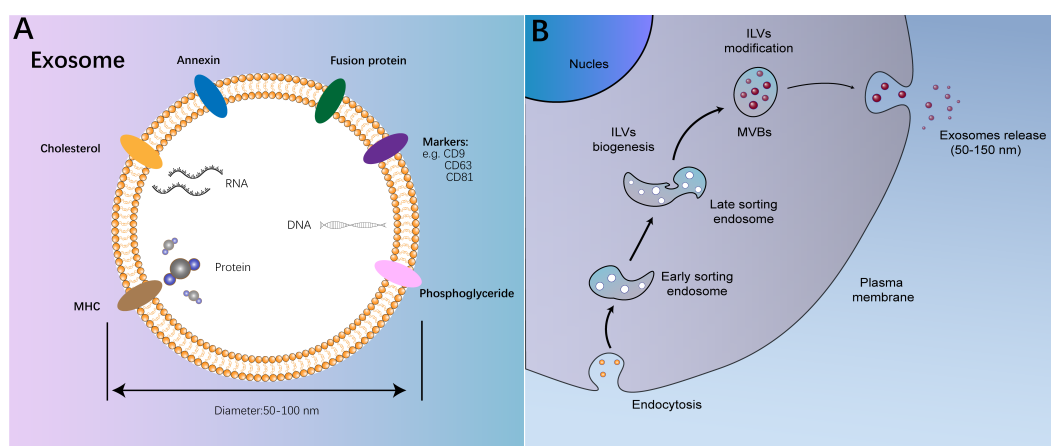 A
Exosome
Annexin
Fusion protein
Cholesterol
Markers:
e.g. CD9
CD63
CD81
RNA
DNA
Protein
MHC
Phosphoglyceride
Diameter:50-100 nm
B
Nucles
ILVs
modification
MVBs
Exosomes release
(50-150 nm)
ILVs
biogenesis
Late sorting
endosome
Early sorting
endosome
Plasma
membrane
Endocytosis